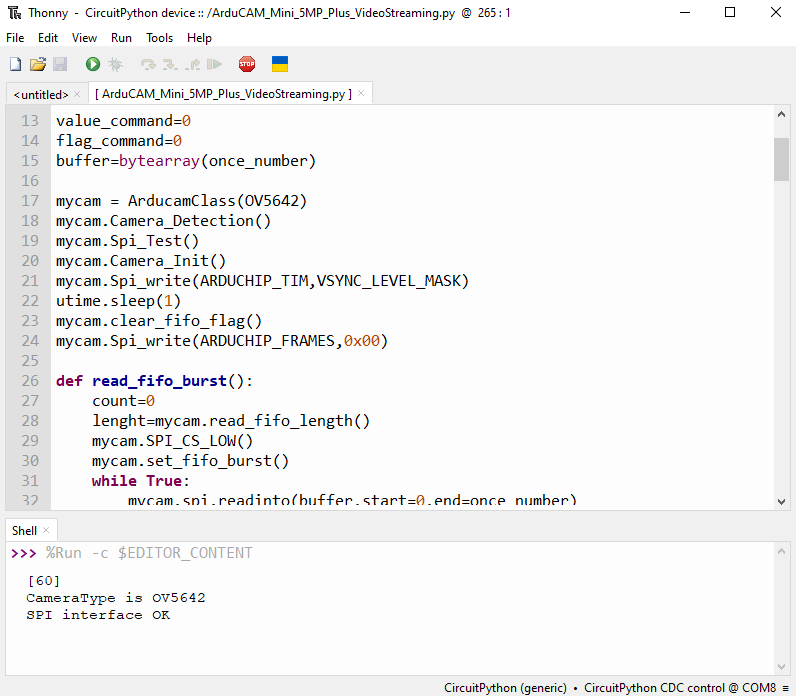 Thonny - CircuitPython device :: /ArduCAM_Mini_5MP_Plus_VideoStreaming.py @ 265 : 1
File Edit View Run Tools Help
STOP
<untitled> × [ ArduCAM_Mini_5MP_Plus_VideoStreaming.py ] ×
13 value_command=0
14 flag_command=0
15 buffer=bytearray(once_number)
16
17 mycam = ArducamClass(OV5642)
18 mycam.Camera_Detection()
19 mycam.Spi_Test()
20 mycam.Camera_Init()
21 mycam.Spi_write(ARDUCHIP_TIM,VSYNC_LEVEL_MASK)
22 utime.sleep(1)
23 mycam.clear_fifo_flag()
24 mycam.Spi_write(ARDUCHIP_FRAMES,0x00)
25
26 def read_fifo_burst():
27     count=0
28     lenght=mycam.read_fifo_length()
29     mycam.SPI_CS_LOW()
30     mycam.set_fifo_burst()
31     while True:
32         mycam.spi.readinto(buffer,start=0,end=once_number)
Shell ×
>>> %Run -c $EDITOR_CONTENT
[60]
CameraType is OV5642
SPI interface OK
CircuitPython (generic) • CircuitPython CDC control @ COM8 ≡